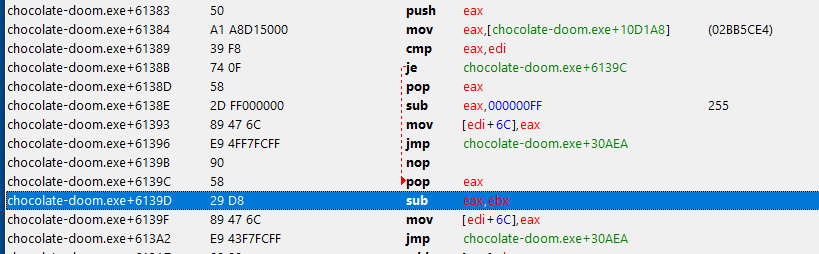 chocolate-doom.exe+61383 50 push eax
chocolate-doom.exe+61384 A1 A8D15000 mov eax,[chocolate-doom.exe+10D1A8] (02BB5CE4)
chocolate-doom.exe+61389 39 F8 cmp eax,edi
chocolate-doom.exe+6138B 74 0F je chocolate-doom.exe+6139C
chocolate-doom.exe+6138D 58 pop eax
chocolate-doom.exe+6138E 2D FF000000 sub eax,000000FF 255
chocolate-doom.exe+61393 89 47 6C mov [edi+6C],eax
chocolate-doom.exe+61396 E9 4FF7FCFF jmp chocolate-doom.exe+30AEA
chocolate-doom.exe+6139B 90 nop
chocolate-doom.exe+6139C 58 pop eax
chocolate-doom.exe+6139D 29 D8 sub eax,ebx
chocolate-doom.exe+6139F 89 47 6C mov [edi+6C],eax
chocolate-doom.exe+613A2 E9 43F7FCFF jmp chocolate-doom.exe+30AEA